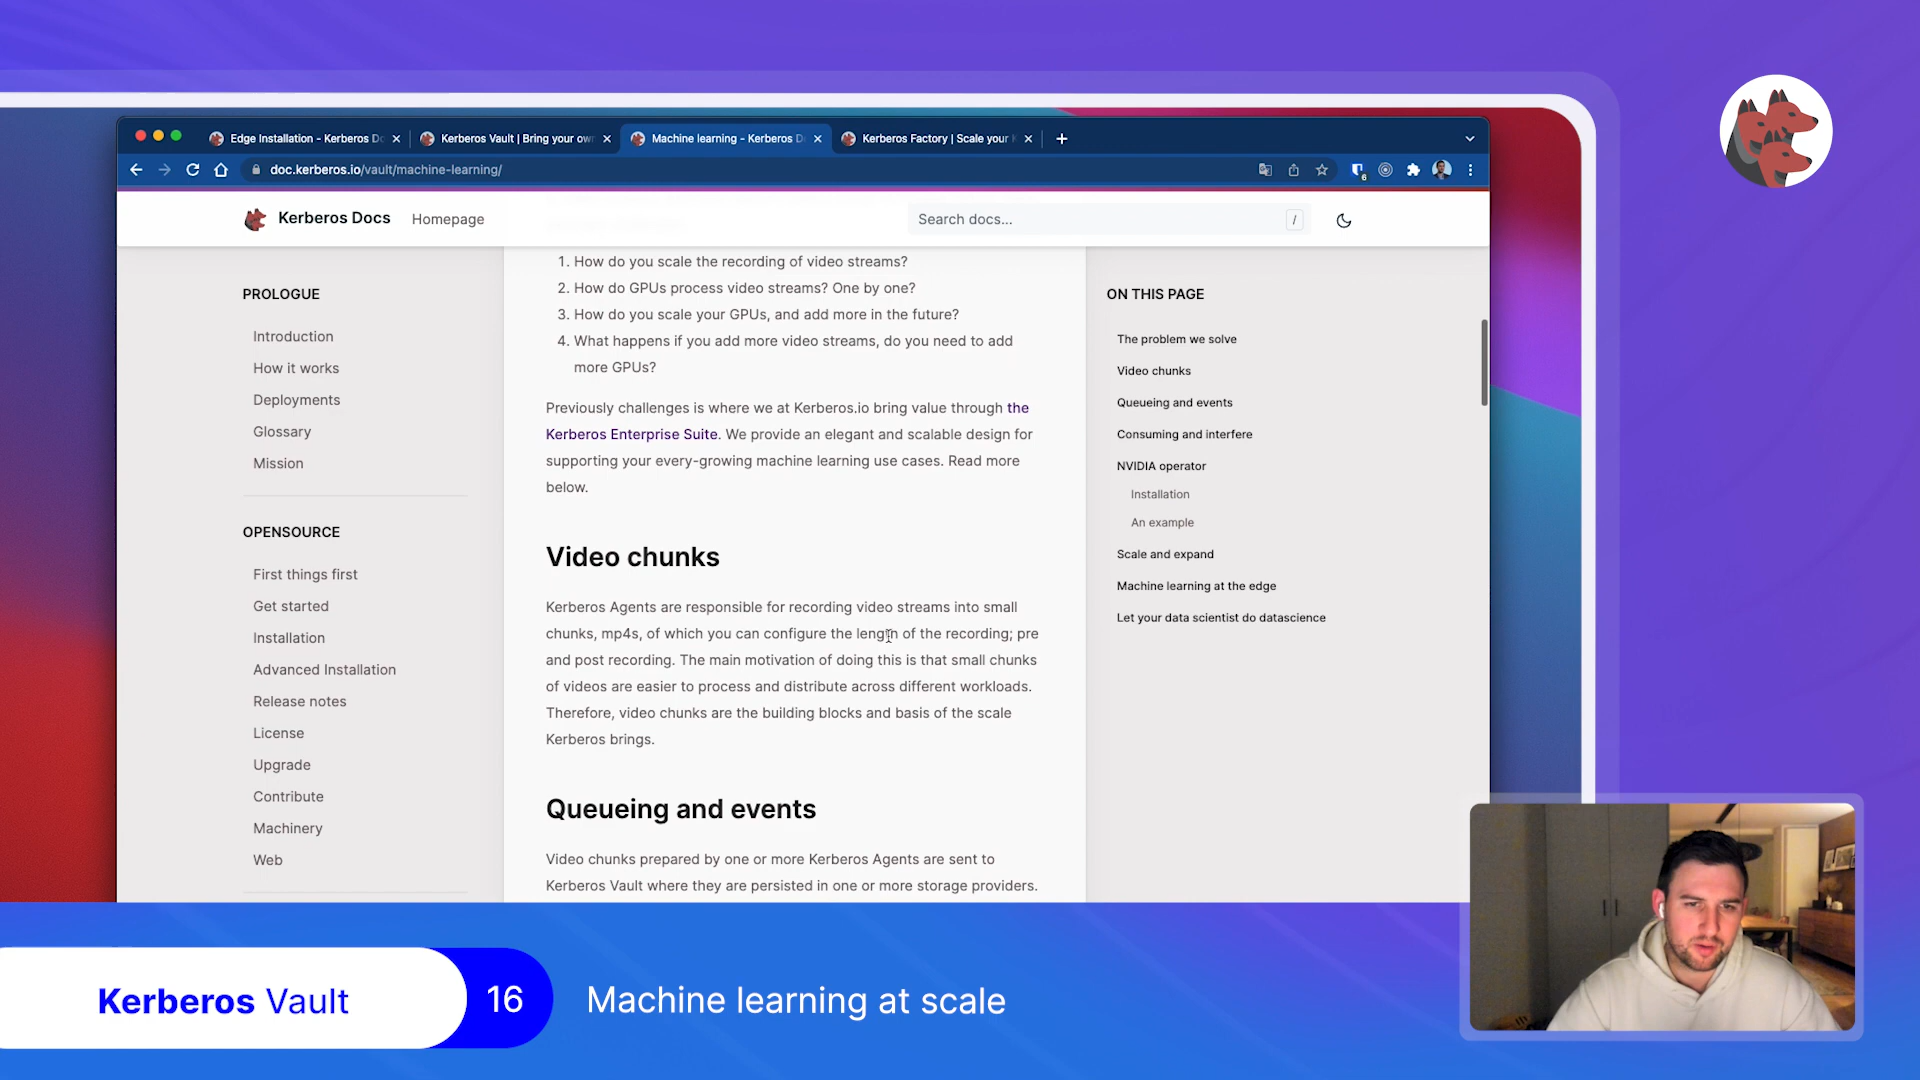 Edge Installation - Kerberos Do
Kerberos Vault | Bring your own
Machine learning - Kerberos D
Kerberos Factory | Scale your K
doc.kerberos.io/vault/machine-learning/
6
Kerberos Docs
Homepage
Search docs...
/
PROLOGUE
Introduction
How it works
Deployments
Glossary
Mission
OPENSOURCE
First things first
Get started
Installation
Advanced Installation
Release notes
License
Upgrade
Contribute
Machinery
Web
1. How do you scale the recording of video streams?
2. How do GPUs process video streams? One by one?
3. How do you scale your GPUs, and add more in the future?
4. What happens if you add more video streams, do you need to add
more GPUs?
Previously challenges is where we at Kerberos.io bring value through the
Kerberos Enterprise Suite. We provide an elegant and scalable design for
supporting your every-growing machine learning use cases. Read more
below.
Video chunks
Kerberos Agents are responsible for recording video streams into small
chunks, mp4s, of which you can configure the length of the recording; pre
and post recording. The main motivation of doing this is that small chunks
of videos are easier to process and distribute across different workloads.
Therefore, video chunks are the building blocks and basis of the scale
Kerberos brings.
Queueing and events
Video chunks prepared by one or more Kerberos Agents are sent to
Kerberos Vault where they are persisted in one or more storage providers.
ON THIS PAGE
The problem we solve
Video chunks
Queueing and events
Consuming and interfere
NVIDIA operator
Installation
An example
Scale and expand
Machine learning at the edge
Let your data scientist do datascience
Kerberos Vault
16
Machine learning at scale